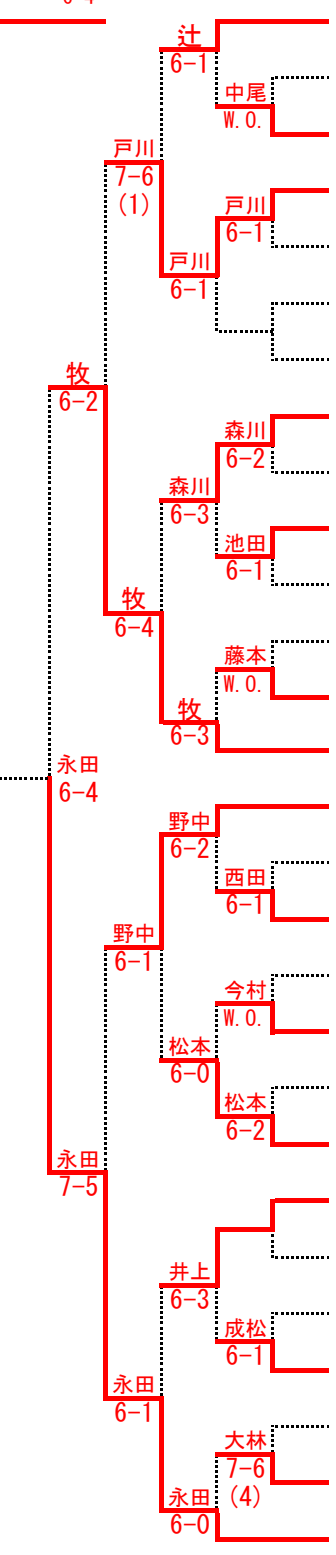 辻
6-1
中尾
W.O.
戸川
7-6
(1)
戸川
6-1
戸川
6-1
牧
6-2
森川
6-2
森川
6-3
池田
6-1
牧
6-4
藤本
W.O.
牧
6-3
永田
6-4
野中
6-2
西田
6-1
野中
6-1
今村
W.O.
松本
6-0
松本
6-2
永田
7-5
井上
6-3
成松
6-1
永田
6-1
大林
7-6
(4)
永田
6-0